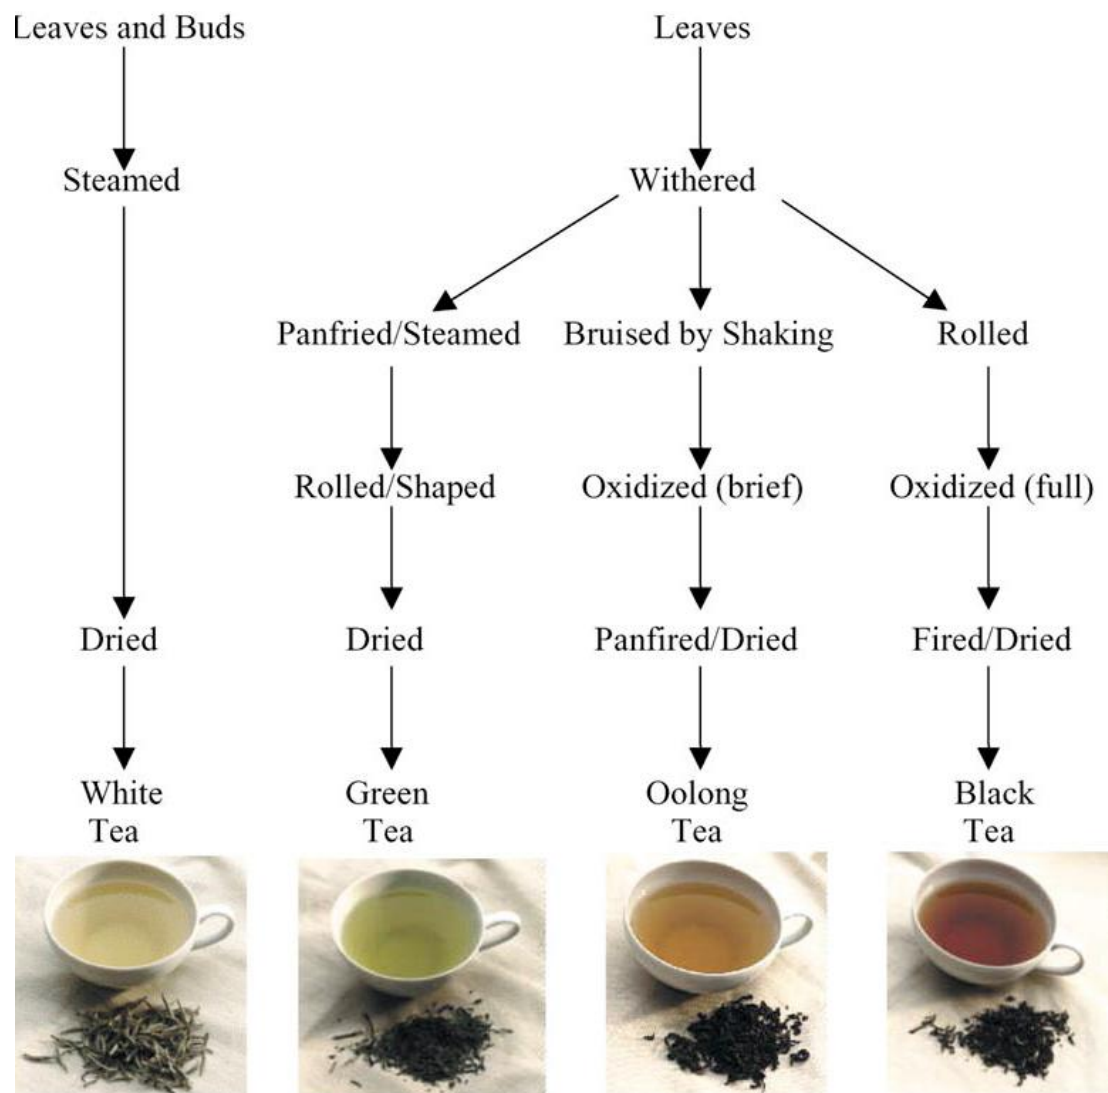 Leaves and Buds
Leaves
Steamed
Withered
Panfried/Steamed
Bruised by Shaking
Rolled
Rolled/Shaped
Oxidized (brief)
Oxidized (full)
Dried
Dried
Panfired/Dried
Fired/Dried
White
Tea
Green
Tea
Oolong
Tea
Black
Tea